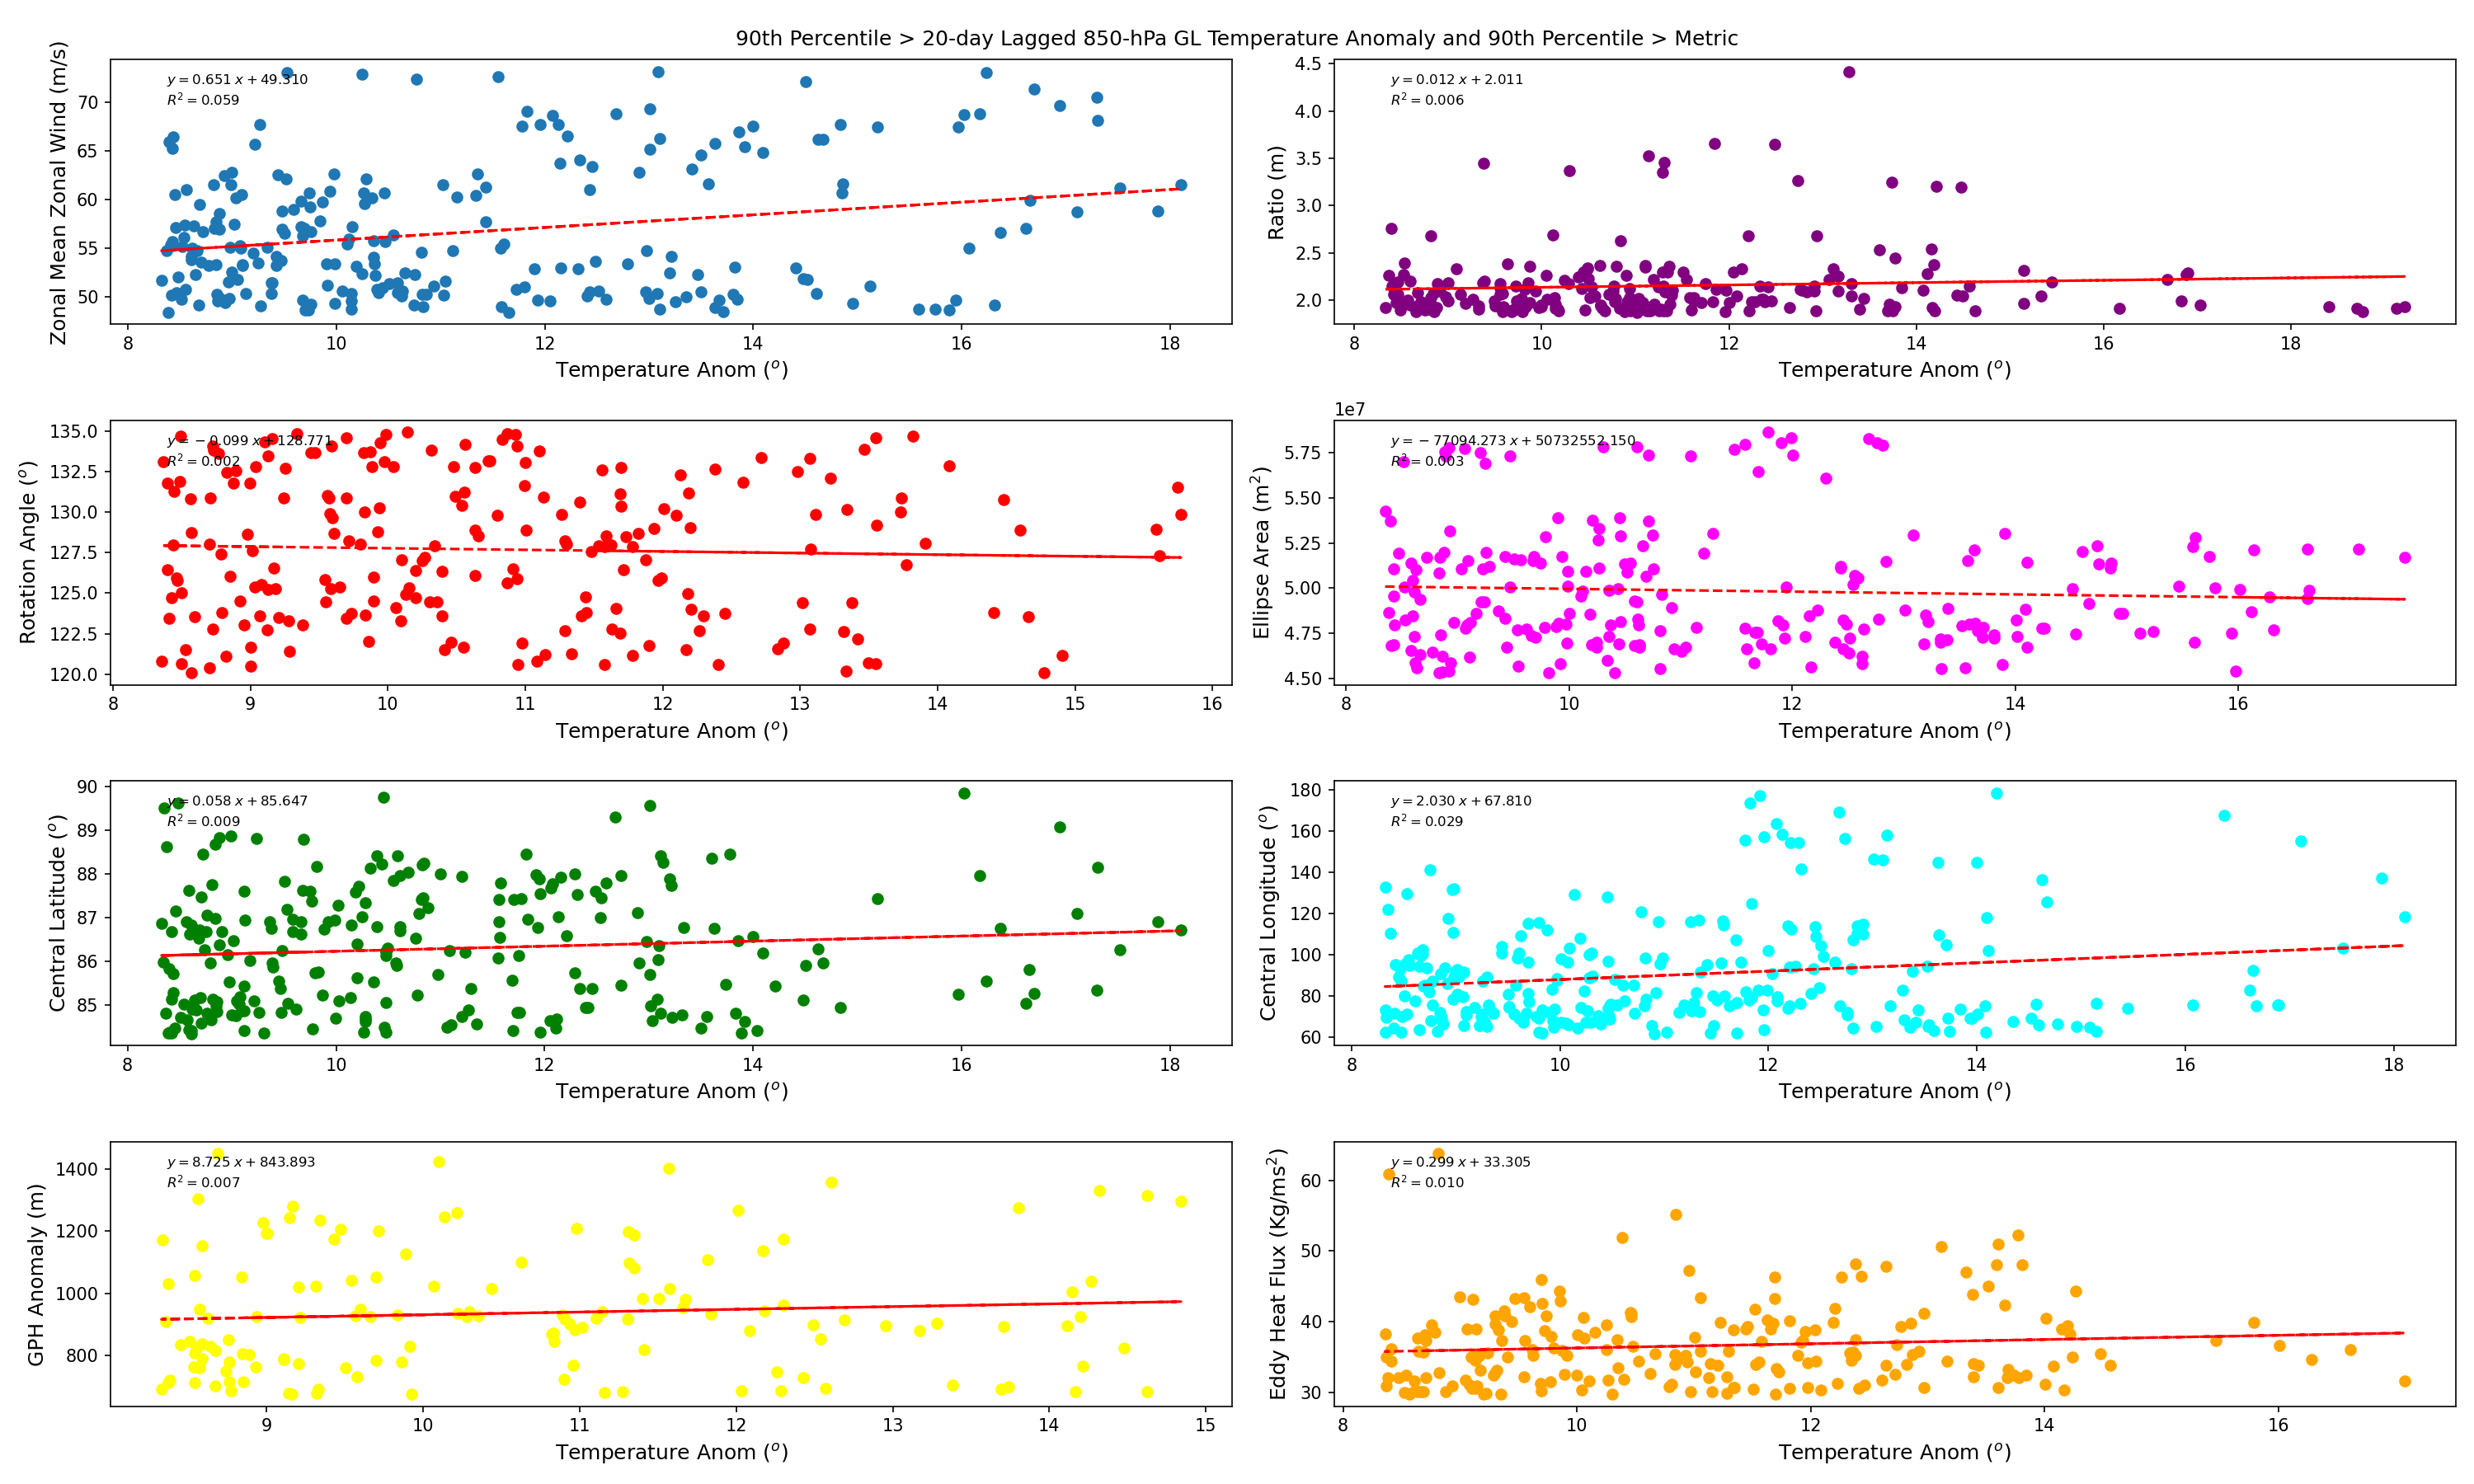 90th Percentile > 20-day Lagged 850-hPa GL Temperature Anomaly and 90th Percentile > Metric
Zonal Mean Zonal Wind (m/s)
y = 0.651 x + 49.310
R² = 0.059
70
65
60
55
50
8 10 12 14 16 18
Temperature Anom (°)
Ratio (m)
y = 0.012 x + 2.011
R² = 0.006
4.5
4.0
3.5
3.0
2.5
2.0
8 10 12 14 16 18
Temperature Anom (°)
Rotation Angle (°)
y = −0.099 x + 128.771
R² = 0.002
135.0
132.5
130.0
127.5
125.0
122.5
120.0
8 9 10 11 12 13 14 15 16
Temperature Anom (°)
1e7
Ellipse Area (m²)
y = −77094.273 x + 50732552.150
R² = 0.003
5.75
5.50
5.25
5.00
4.75
4.50
8 10 12 14 16
Temperature Anom (°)
Central Latitude (°)
y = 0.058 x + 85.647
R² = 0.009
90
89
88
87
86
85
8 10 12 14 16 18
Temperature Anom (°)
Central Longitude (°)
y = 2.030 x + 67.810
R² = 0.029
180
160
140
120
100
80
60
8 10 12 14 16 18
Temperature Anom (°)
GPH Anomaly (m)
y = 8.725 x + 843.893
R² = 0.007
1400
1200
1000
800
9 10 11 12 13 14 15
Temperature Anom (°)
Eddy Heat Flux (Kg/ms²)
y = 0.299 x + 33.305
R² = 0.010
60
50
40
30
8 10 12 14 16
Temperature Anom (°)